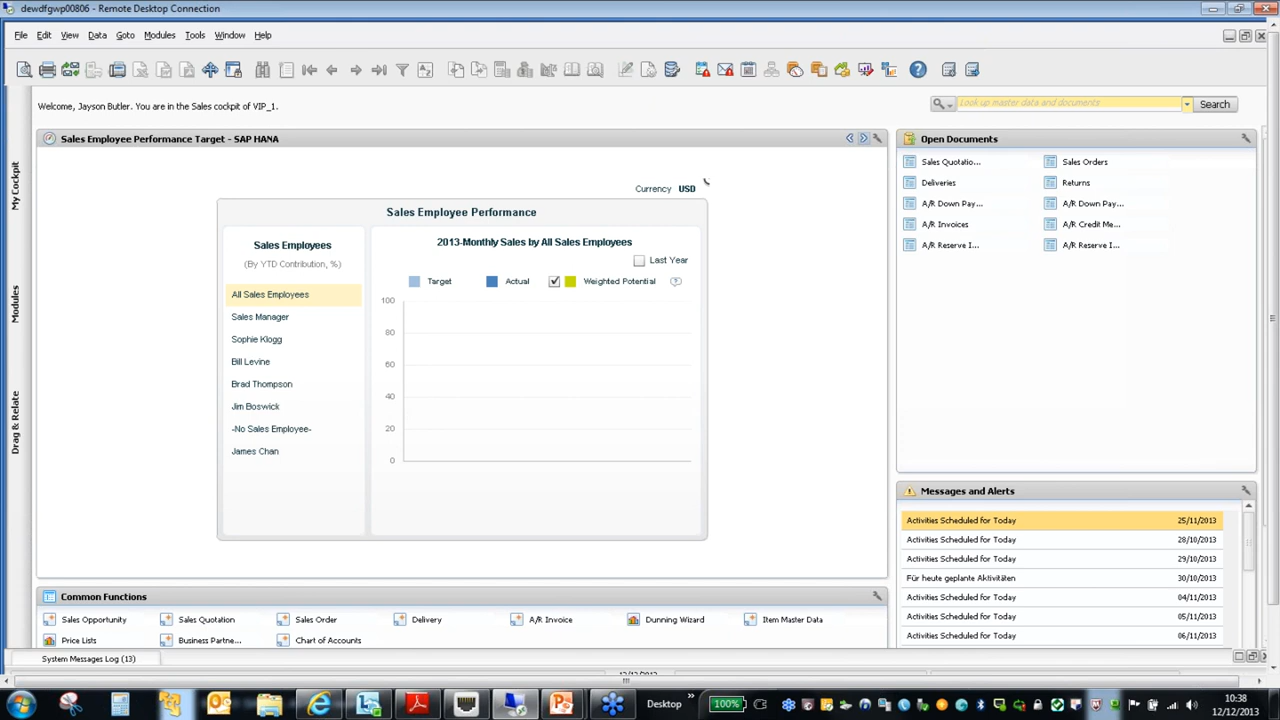 dewdfgwp00806 - Remote Desktop Connection
File Edit View Data Goto Modules Tools Window Help
Welcome, Jayson Butler. You are in the Sales cockpit of VIP_1.
Look up master data and documents
Search
My Cockpit
Modules
Drag & Relate
Sales Employee Performance Target - SAP HANA
Currency USD
Sales Employee Performance
Sales Employees
(By YTD Contribution, %)
All Sales Employees
Sales Manager
Sophie Klogg
Bill Levine
Brad Thompson
Jim Boswick
-No Sales Employee-
James Chan
2013-Monthly Sales by All Sales Employees
Last Year
Target Actual Weighted Potential
100
80
60
40
20
0
Open Documents
Sales Quotatio... Sales Orders
Deliveries Returns
A/R Down Pay... A/R Down Pay...
A/R Invoices A/R Credit Me...
A/R Reserve I... A/R Reserve I...
Messages and Alerts
Activities Scheduled for Today 25/11/2013
Activities Scheduled for Today 28/10/2013
Activities Scheduled for Today 29/10/2013
Für heute geplante Aktivitäten 30/10/2013
Activities Scheduled for Today 04/11/2013
Activities Scheduled for Today 05/11/2013
Activities Scheduled for Today 06/11/2013
Common Functions
Sales Opportunity Sales Quotation Sales Order Delivery A/R Invoice Dunning Wizard Item Master Data
Price Lists Business Partne... Chart of Accounts
System Messages Log (13)
12/12/2013
Desktop
100%
10:38
12/12/2013